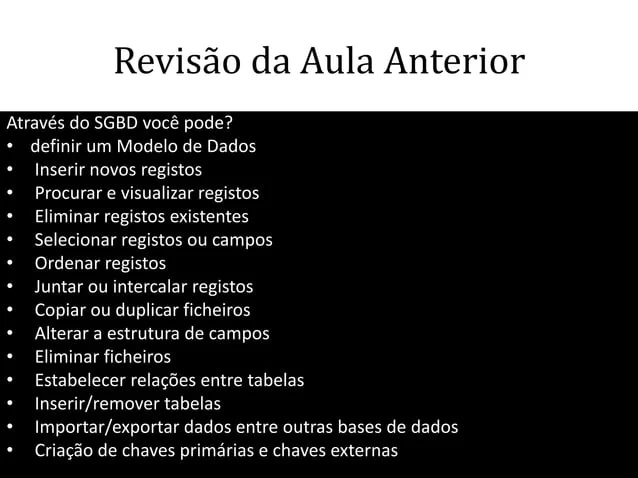 Revisão da Aula Anterior
Através do SGBD você pode?
• definir um Modelo de Dados
• Inserir novos registos
• Procurar e visualizar registos
• Eliminar registos existentes
• Selecionar registos ou campos
• Ordenar registos
• Juntar ou intercalar registos
• Copiar ou duplicar ficheiros
• Alterar a estrutura de campos
• Eliminar ficheiros
• Estabelecer relações entre tabelas
• Inserir/remover tabelas
• Importar/exportar dados entre outras bases de dados
• Criação de chaves primárias e chaves externas